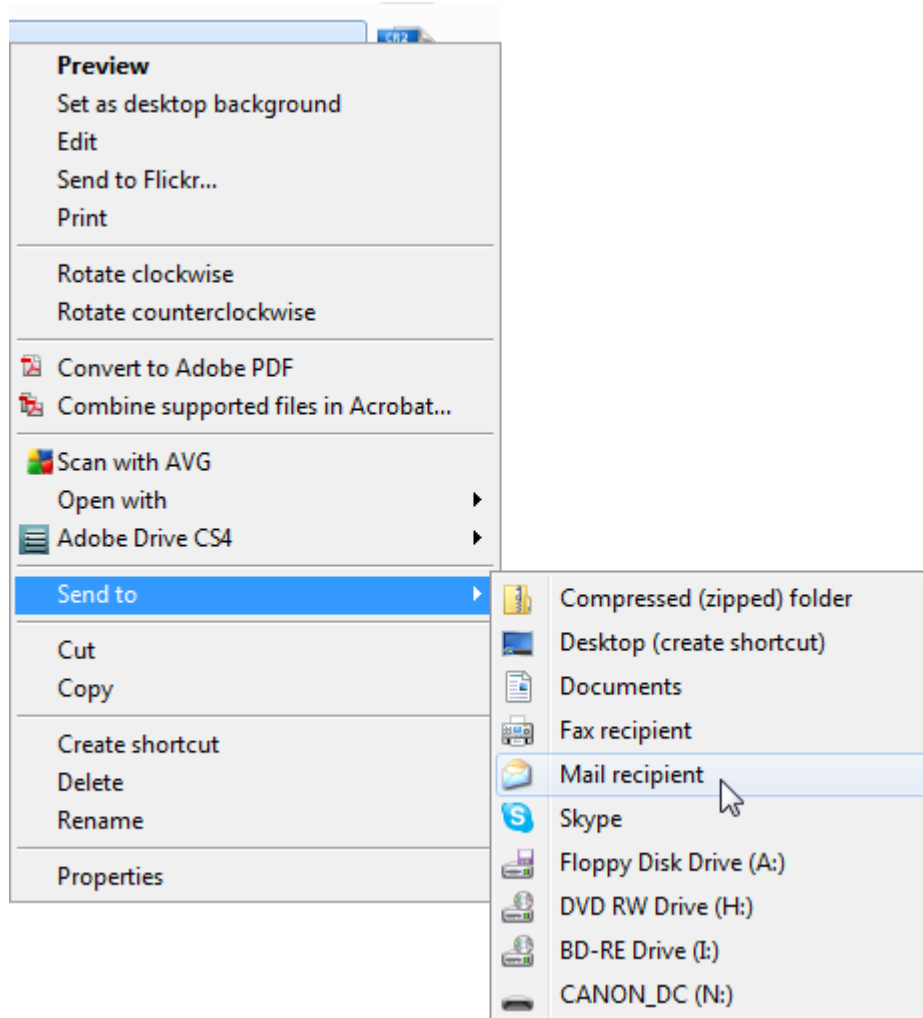 CR2
Preview
Set as desktop background
Edit
Send to Flickr...
Print
Rotate clockwise
Rotate counterclockwise
Convert to Adobe PDF
Combine supported files in Acrobat...
Scan with AVG
Open with
Adobe Drive CS4
Send to
Cut
Copy
Create shortcut
Delete
Rename
Properties
Compressed (zipped) folder
Desktop (create shortcut)
Documents
Fax recipient
Mail recipient
Skype
Floppy Disk Drive (A:)
DVD RW Drive (H:)
BD-RE Drive (I:)
CANON_DC (N:)